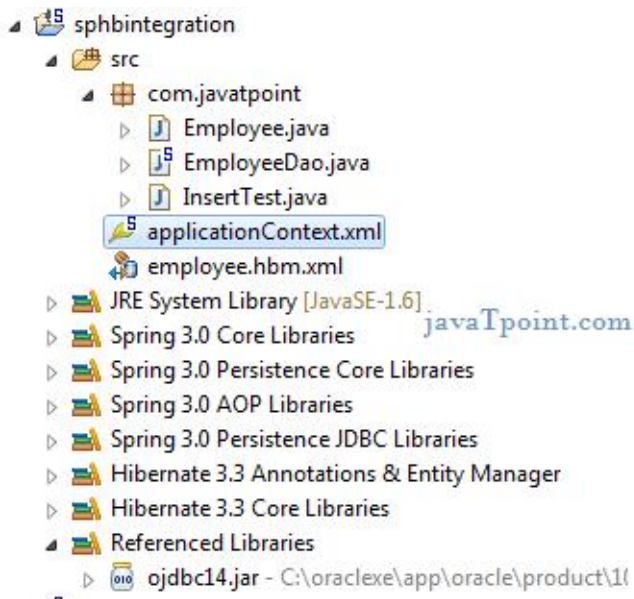 sphbintegration
src
com.javatpoint
Employee.java
EmployeeDao.java
InsertTest.java
applicationContext.xml
employee.hbm.xml
JRE System Library [JavaSE-1.6]
javaTpoint.com
Spring 3.0 Core Libraries
Spring 3.0 Persistence Core Libraries
Spring 3.0 AOP Libraries
Spring 3.0 Persistence JDBC Libraries
Hibernate 3.3 Annotations & Entity Manager
Hibernate 3.3 Core Libraries
Referenced Libraries
ojdbc14.jar - C:\oraclexe\app\oracle\product\1